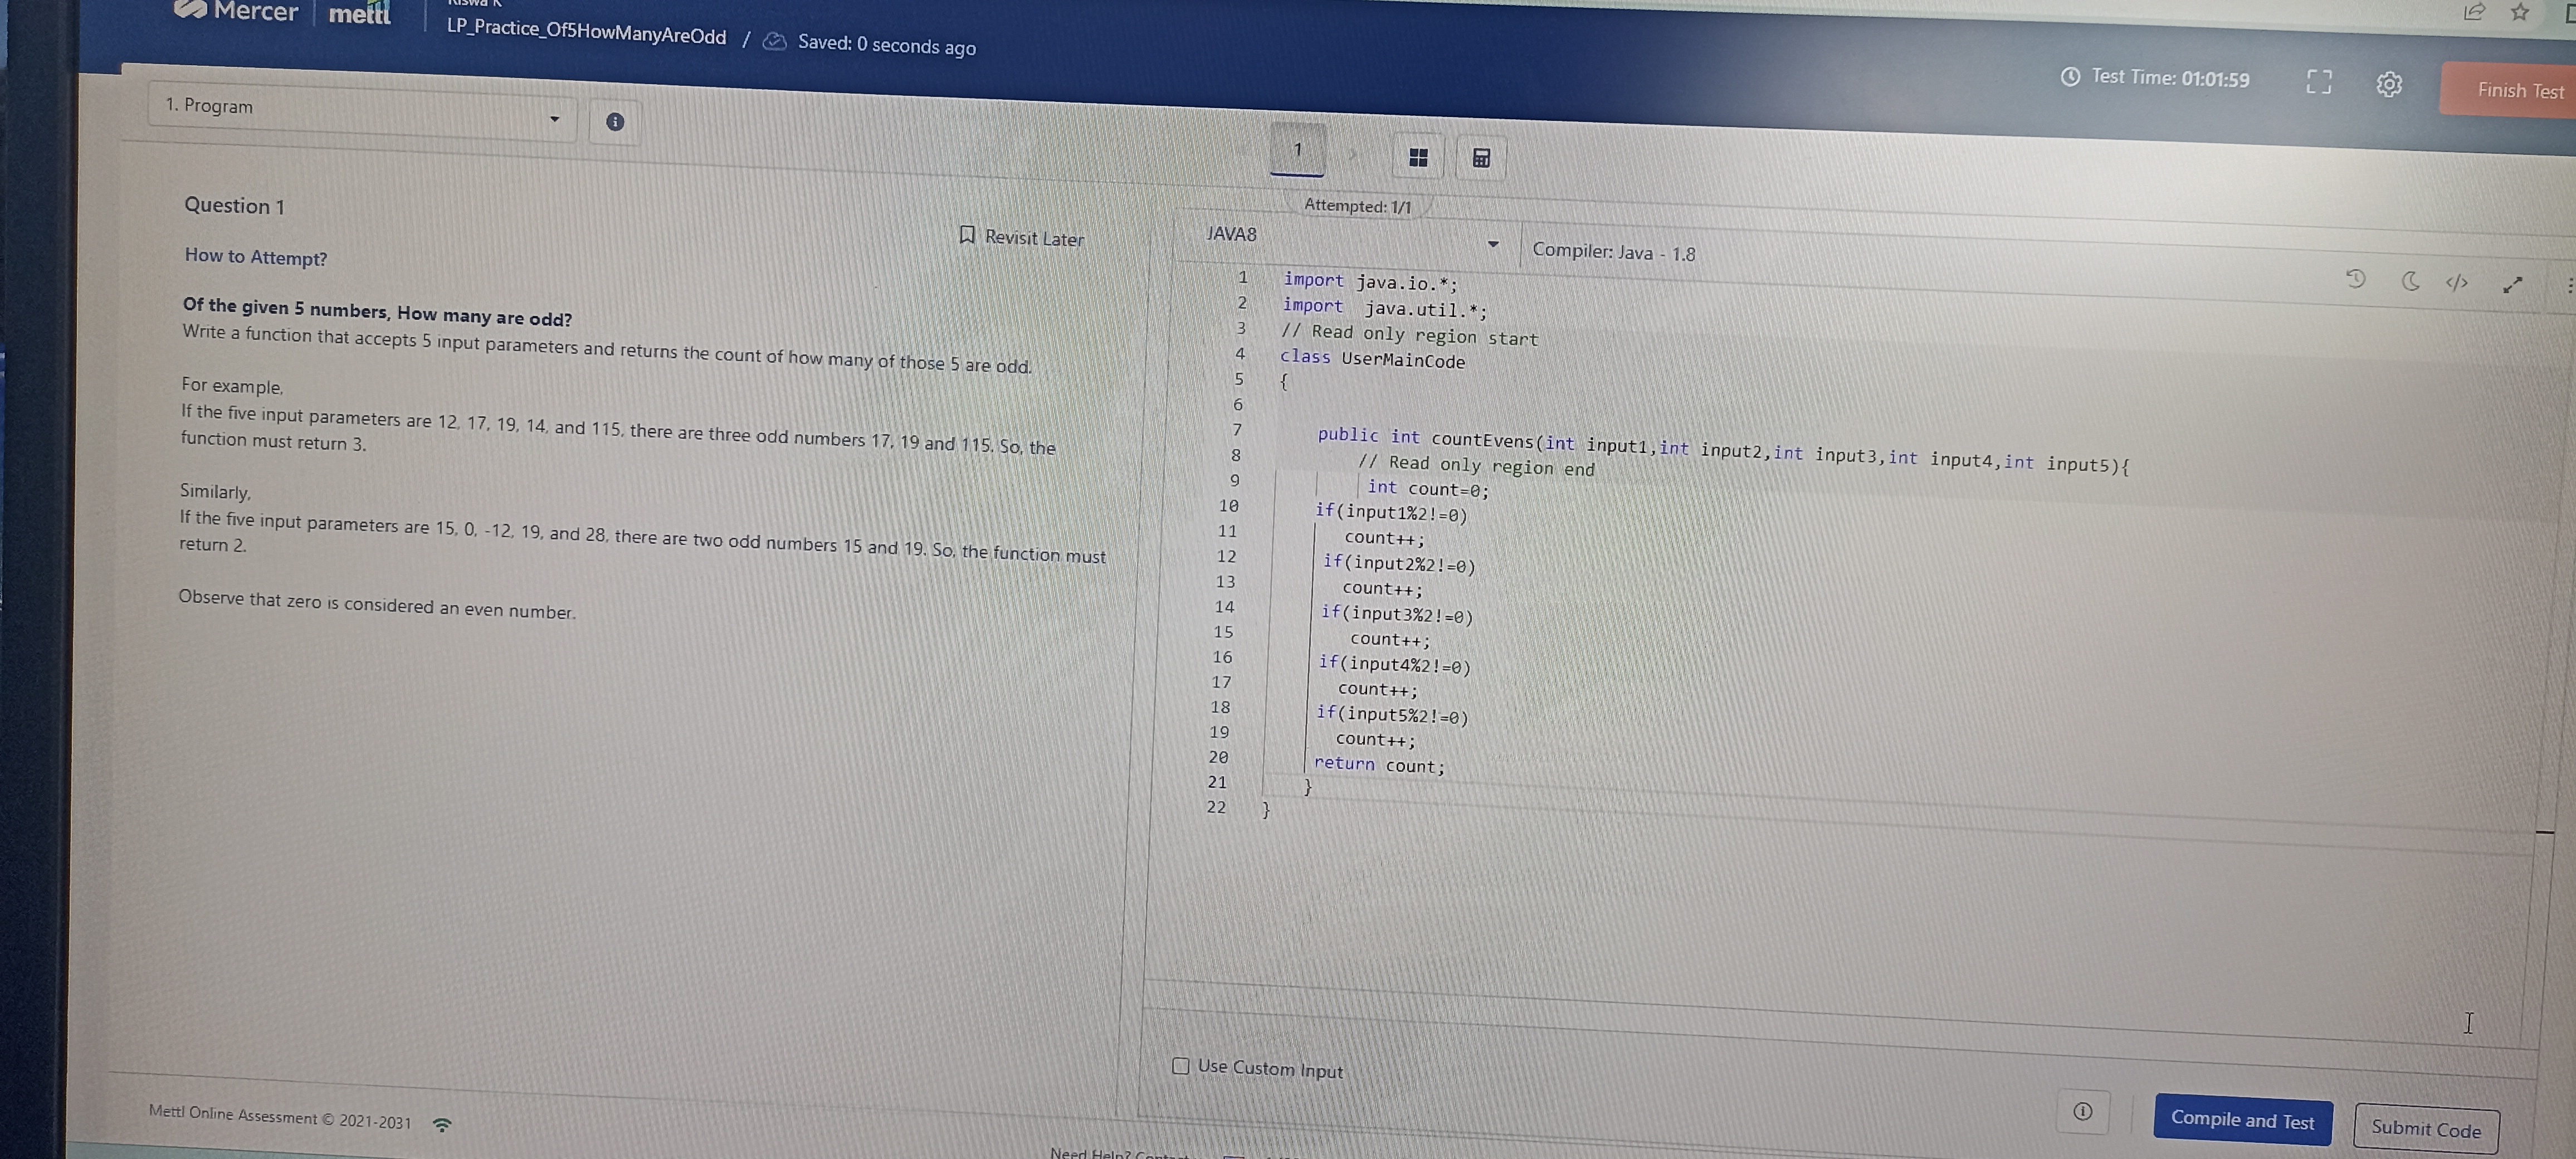 Mercer | mettl
LP_Practice_Of5HowManyAreOdd / Saved: 0 seconds ago
Test Time: 01:01:59
Finish Test
1. Program
1
Attempted: 1/1
Question 1
Revisit Later
How to Attempt?
Of the given 5 numbers, How many are odd?
Write a function that accepts 5 input parameters and returns the count of how many of those 5 are odd.
For example,
If the five input parameters are 12, 17, 19, 14, and 115, there are three odd numbers 17, 19 and 115. So, the
function must return 3.
Similarly,
If the five input parameters are 15, 0, -12, 19, and 28, there are two odd numbers 15 and 19. So, the function must
return 2.
Observe that zero is considered an even number.
JAVA8
Compiler: Java - 1.8
1 import java.io.*;
2 import  java.util.*;
3 // Read only region start
4 class UserMainCode
5 {
6
7 public int countEvens(int input1,int input2,int input3,int input4,int input5){
8 // Read only region end
9 int count=0;
10 if(input1%2!=0)
11 count++;
12 if(input2%2!=0)
13 count++;
14 if(input3%2!=0)
15 count++;
16 if(input4%2!=0)
17 count++;
18 if(input5%2!=0)
19 count++;
20 return count;
21 }
22 }
Use Custom Input
Compile and Test
Submit Code
Mettl Online Assessment © 2021-2031
Need Help?